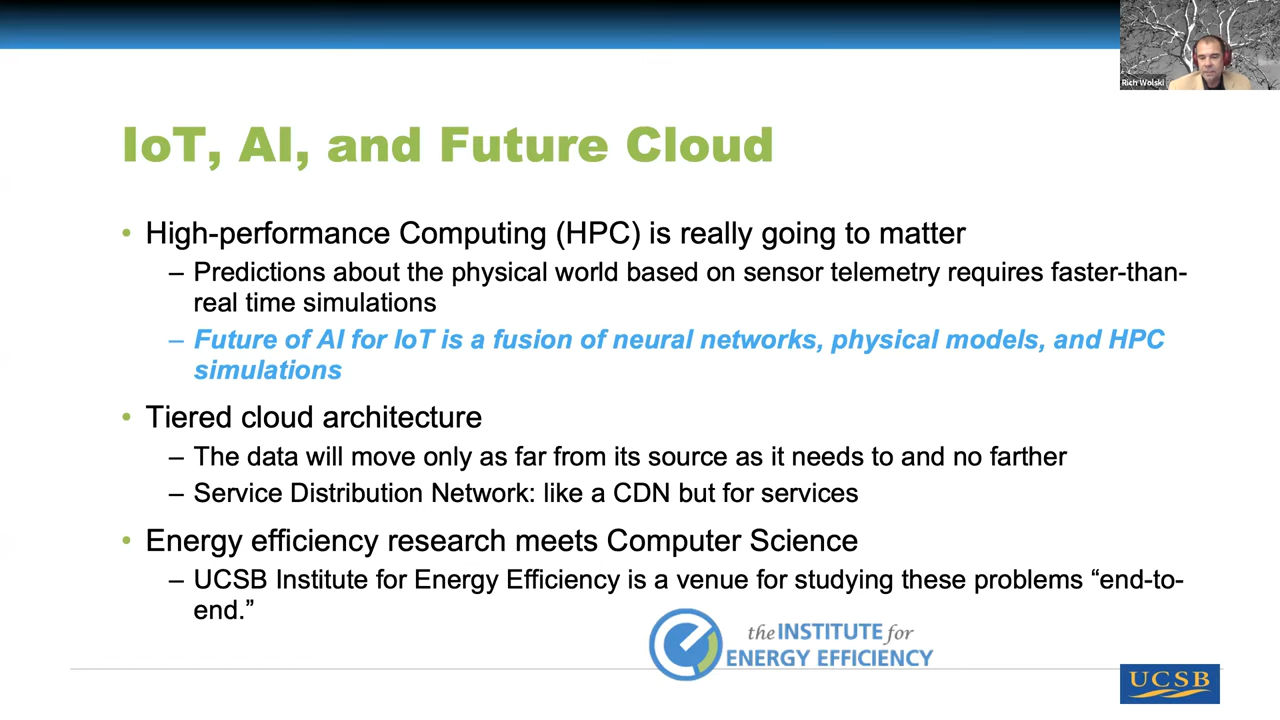 Rich Wolski
IoT, AI, and Future Cloud
• High-performance Computing (HPC) is really going to matter
– Predictions about the physical world based on sensor telemetry requires faster-than-
real time simulations
– Future of AI for IoT is a fusion of neural networks, physical models, and HPC
simulations
• Tiered cloud architecture
– The data will move only as far from its source as it needs to and no farther
– Service Distribution Network: like a CDN but for services
• Energy efficiency research meets Computer Science
– UCSB Institute for Energy Efficiency is a venue for studying these problems “end-to-
end.”
the INSTITUTE for
ENERGY EFFICIENCY
UCSB